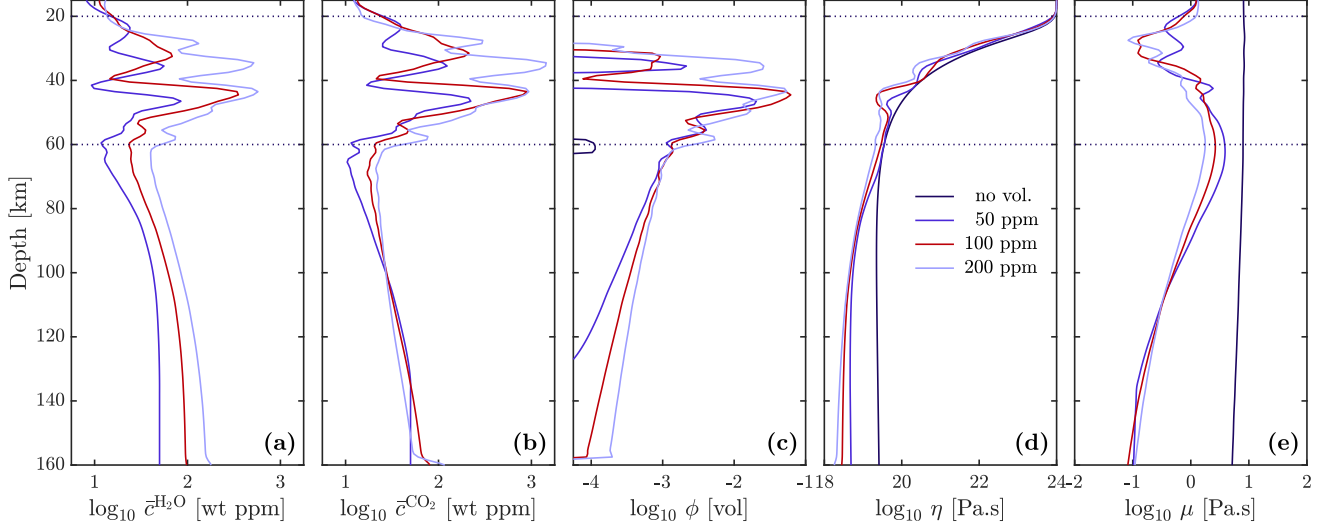 20
40
60
80
100
120
140
160
Depth [km]
1 2 3
log₁₀ c̄^H₂O [wt ppm]
(a)
1 2 3
log₁₀ c̄^CO₂ [wt ppm]
(b)
-4 -3 -2 -1
log₁₀ ϕ [vol]
(c)
18 20 22 24
log₁₀ η [Pa.s]
(d)
no vol.
50 ppm
100 ppm
200 ppm
-2 -1 0 1 2
log₁₀ μ [Pa.s]
(e)